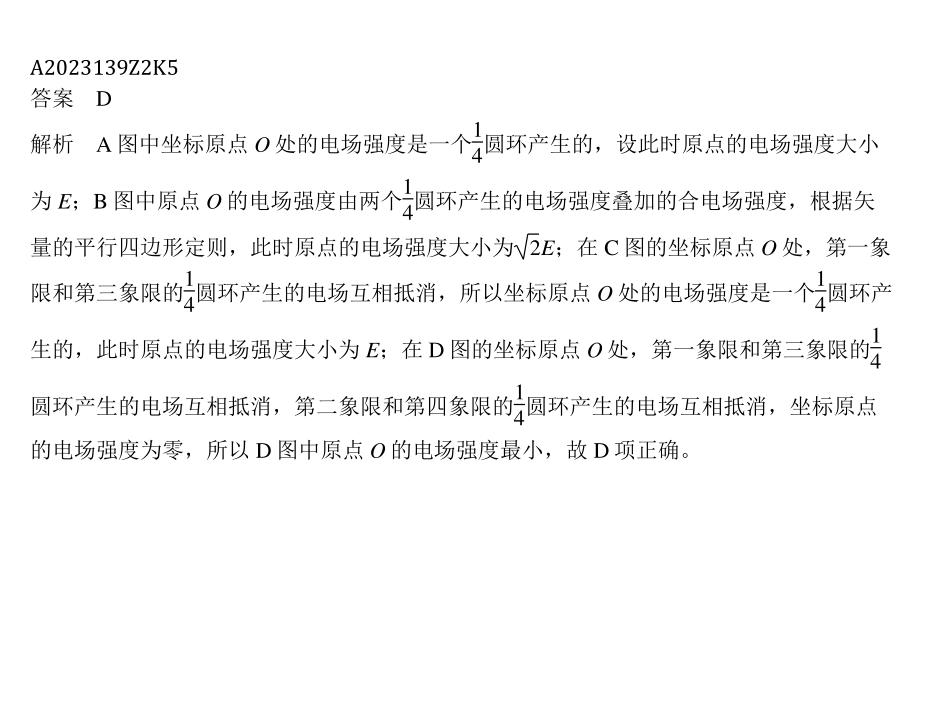 A2023139Z2K5
答案　D
解析　A 图中坐标原点 O 处的电场强度是一个1/4圆环产生的，设此时原点的电场强度大小
为 E；B 图中原点 O 的电场强度由两个1/4圆环产生的电场强度叠加的合电场强度，根据矢
量的平行四边形定则，此时原点的电场强度大小为√2E；在 C 图的坐标原点 O 处，第一象
限和第三象限的1/4圆环产生的电场互相抵消，所以坐标原点 O 处的电场强度是一个1/4圆环产
生的，此时原点的电场强度大小为 E；在 D 图的坐标原点 O 处，第一象限和第三象限的1/4
圆环产生的电场互相抵消，第二象限和第四象限的1/4圆环产生的电场互相抵消，坐标原点
的电场强度为零，所以 D 图中原点 O 的电场强度最小，故 D 项正确。